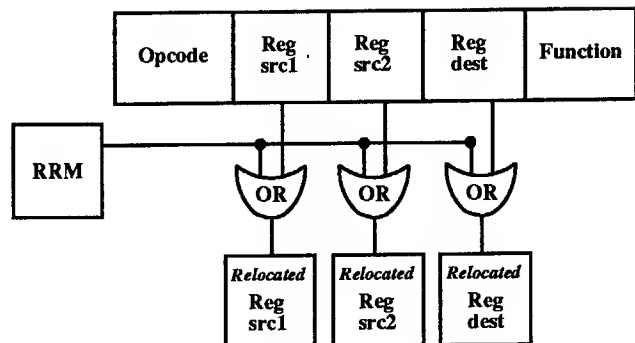 Opcode Reg src1 Reg src2 Reg dest Function
RRM
OR OR OR
Relocated Relocated Relocated
Reg Reg Reg
src1 src2 dest